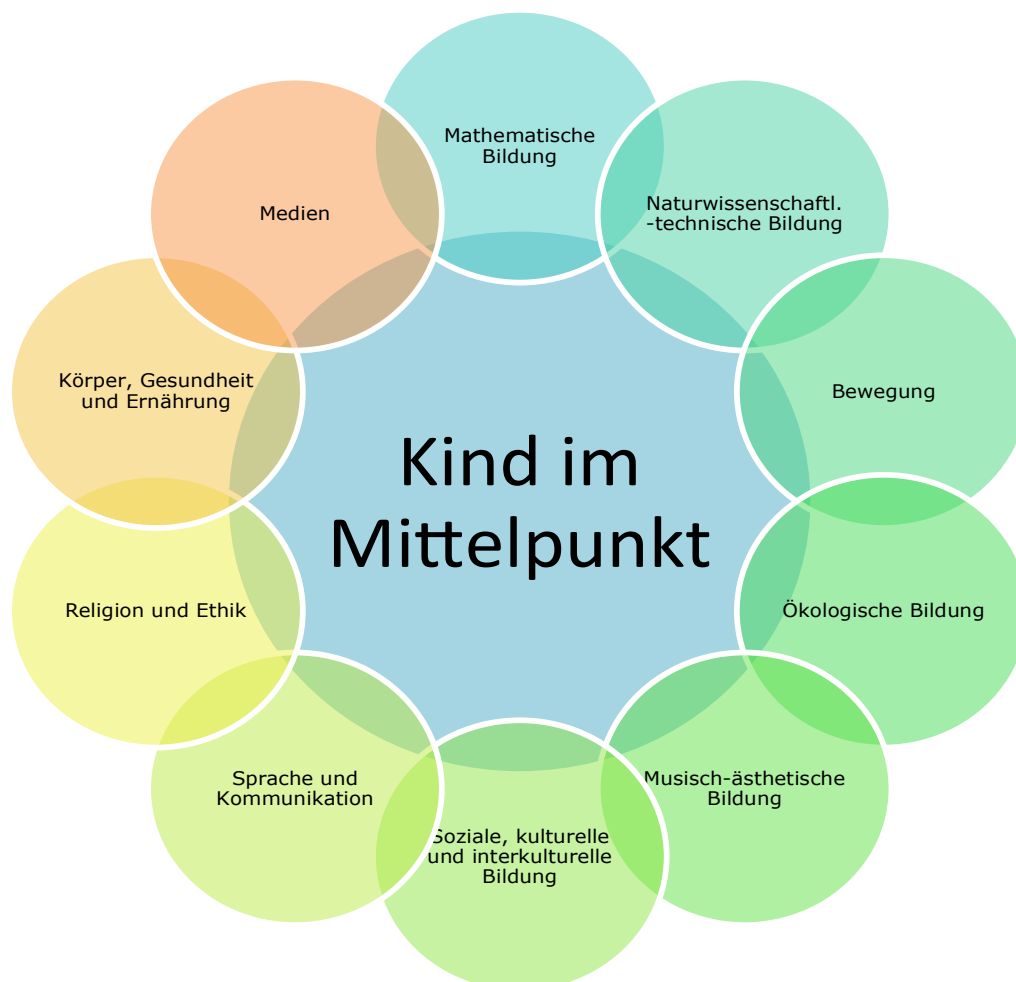 Mathematische
Bildung
Naturwissenschaftl.
-technische Bildung
Bewegung
Ökologische Bildung
Musisch-ästhetische
Bildung
Soziale, kulturelle
und interkulturelle
Bildung
Sprache und
Kommunikation
Religion und Ethik
Körper, Gesundheit
und Ernährung
Medien
Kind im
Mittelpunkt